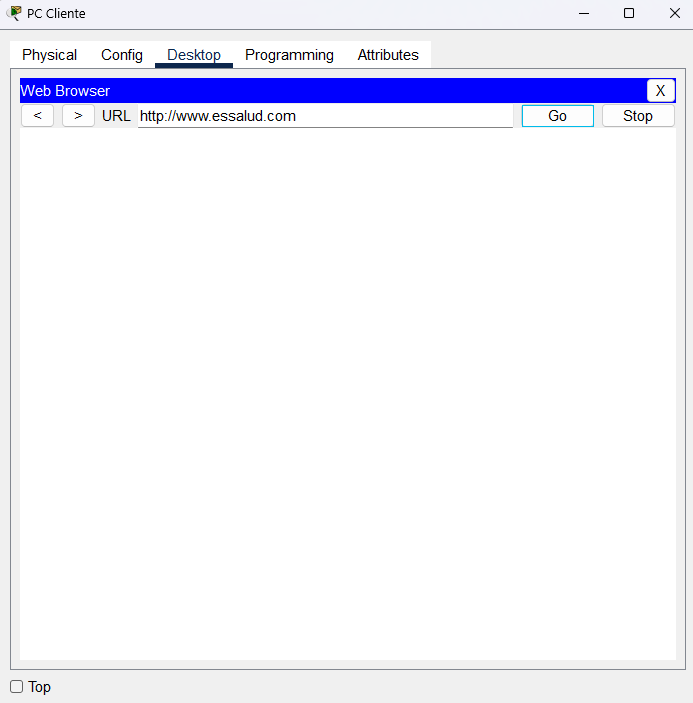 PC Cliente
Physical Config Desktop Programming Attributes
Web Browser X
< > URL http://www.essalud.com Go Stop
Top